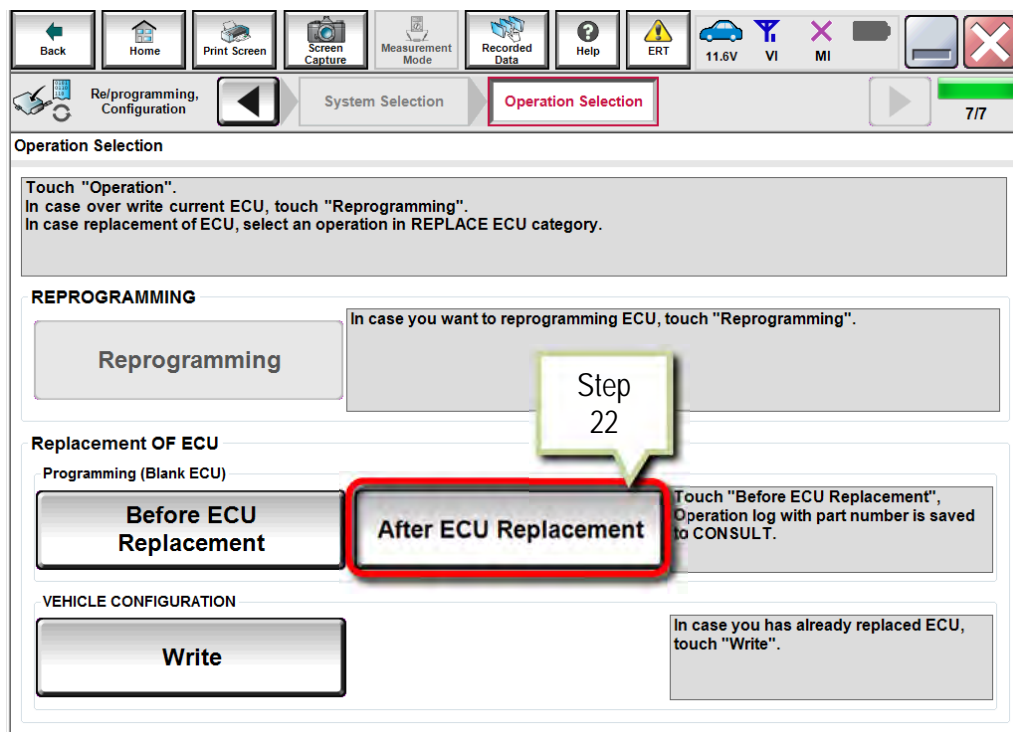 Back
Home
Print Screen
Screen
Capture
Measurement
Mode
Recorded
Data
Help
ERT
11.6V
VI
MI
Re/programming,
Configuration
System Selection
Operation Selection
7/7
Operation Selection
Touch "Operation".
In case over write current ECU, touch "Reprogramming".
In case replacement of ECU, select an operation in REPLACE ECU category.
REPROGRAMMING
Reprogramming
In case you want to reprogramming ECU, touch "Reprogramming".
Step
22
Replacement OF ECU
Programming (Blank ECU)
Before ECU
Replacement
After ECU Replacement
Touch "Before ECU Replacement",
Operation log with part number is saved
to CONSULT.
VEHICLE CONFIGURATION
Write
In case you has already replaced ECU,
touch "Write".